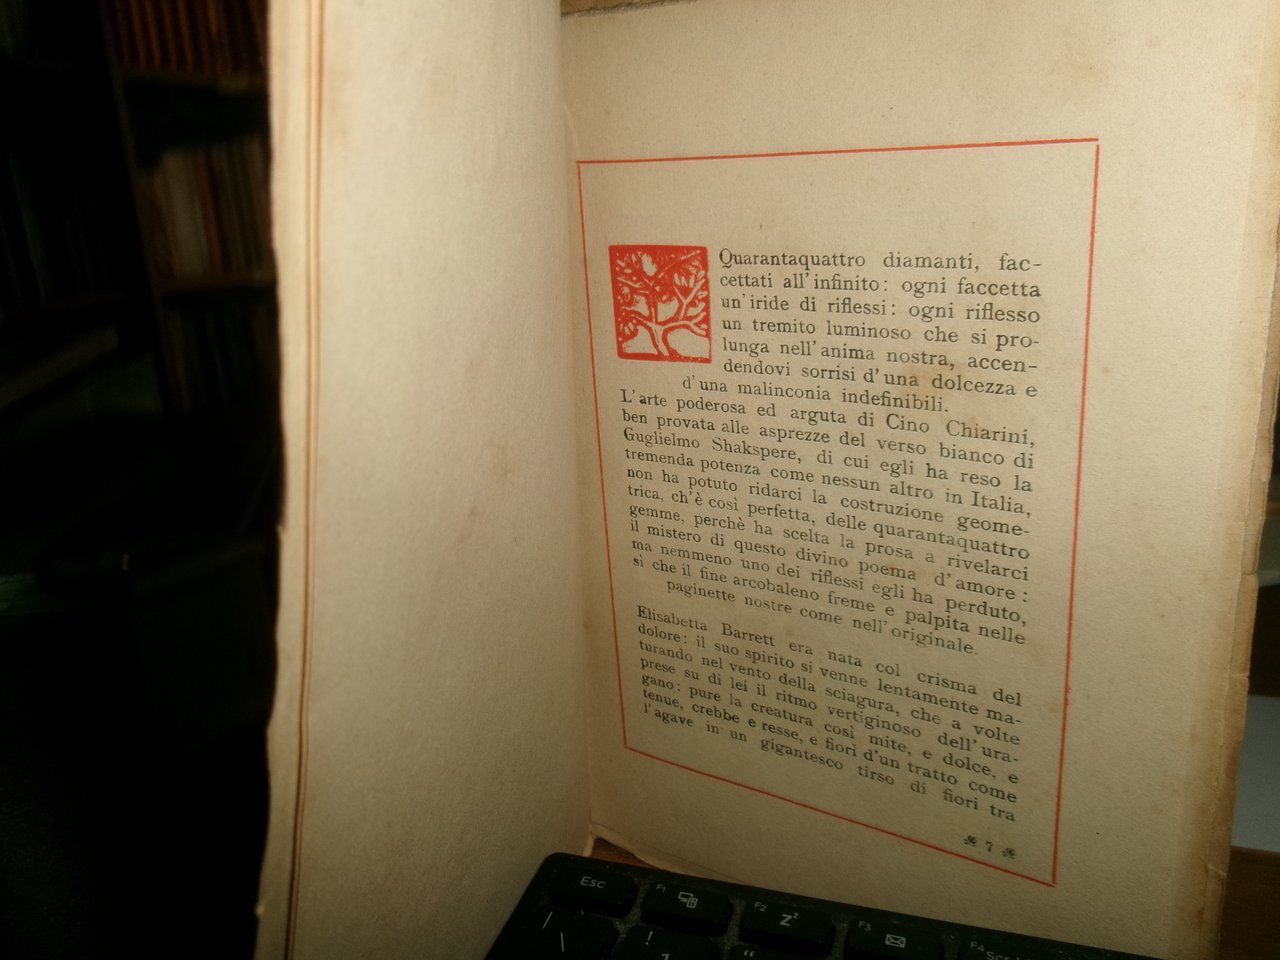 Quarantaquattro diamanti, fac-
cettati all'infinito: ogni faccetta
un'iride di riflessi: ogni riflesso
un tremito luminoso che si pro-
lunga nell'anima nostra, accen-
dendovi sorrisi d'una dolcezza e
d'una malinconia indefinibili.
L'arte poderosa ed arguta di Cino Chiarini,
ben provata alle asprezze del verso bianco di
Guglielmo Shakspere, di cui egli ha reso la
tremenda potenza come nessun altro in Italia,
non ha potuto ridarci la costruzione geome-
trica, ch'è così perfetta, delle quarantaquattro
gemme, perchè ha scelta la prosa a rivelarci
il mistero di questo divino poema d'amore:
ma nemmeno uno dei riflessi egli ha perduto,
sì che il fine arcobaleno freme e palpita nelle
paginette nostre come nell'originale.
Elisabetta Barrett era nata col crisma del
dolore: il suo spirito si venne lentamente ma-
turando nel vento della sciagura, che a volte
prese su di lei il ritmo vertiginoso dell'ura-
gano: pure la creatura così mite, e dolce, e
tenue, crebbe e resse, e fiorì d'un tratto come
l'agave in un gigantesco tirso di fiori tra
7
Esc F1 F2 Z F3 F4
| \ ! 1 "